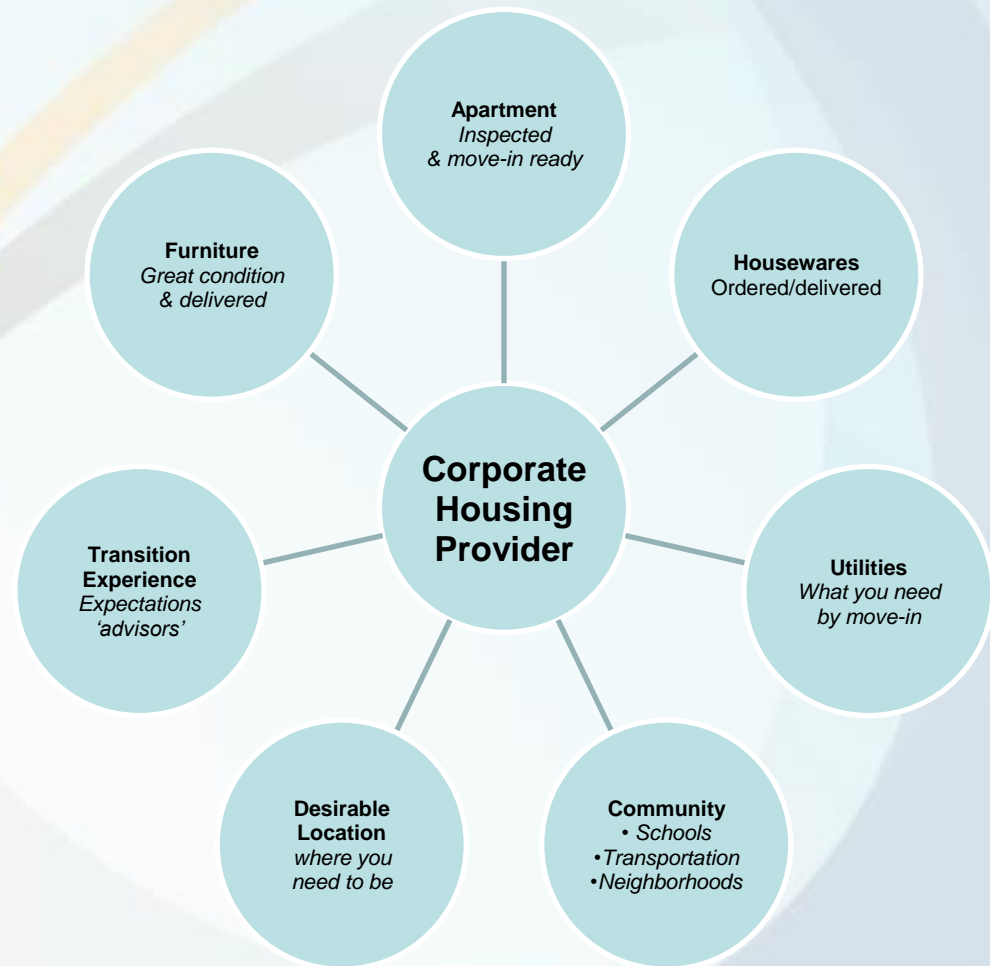 Apartment
Inspected
& move-in ready
Furniture
Great condition
& delivered
Housewares
Ordered/delivered
Corporate
Housing
Provider
Transition
Experience
Expectations
‘advisors’
Utilities
What you need
by move-in
Desirable
Location
where you
need to be
Community
• Schools
•Transportation
•Neighborhoods